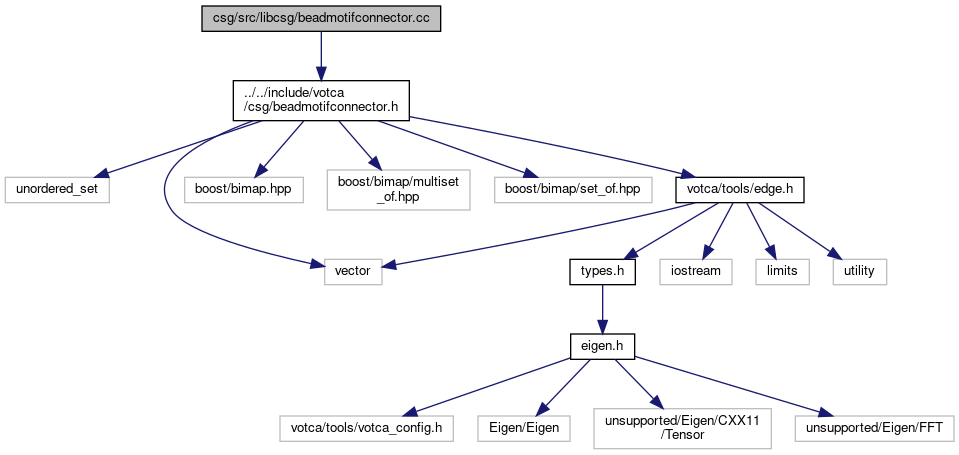 csg/src/libcsg/beadmotifconnector.cc
../../include/votca
/csg/beadmotifconnector.h
unordered_set
boost/bimap.hpp
boost/bimap/multiset
_of.hpp
boost/bimap/set_of.hpp
votca/tools/edge.h
vector
types.h
iostream
limits
utility
eigen.h
votca/tools/votca_config.h
Eigen/Eigen
unsupported/Eigen/CXX11
/Tensor
unsupported/Eigen/FFT